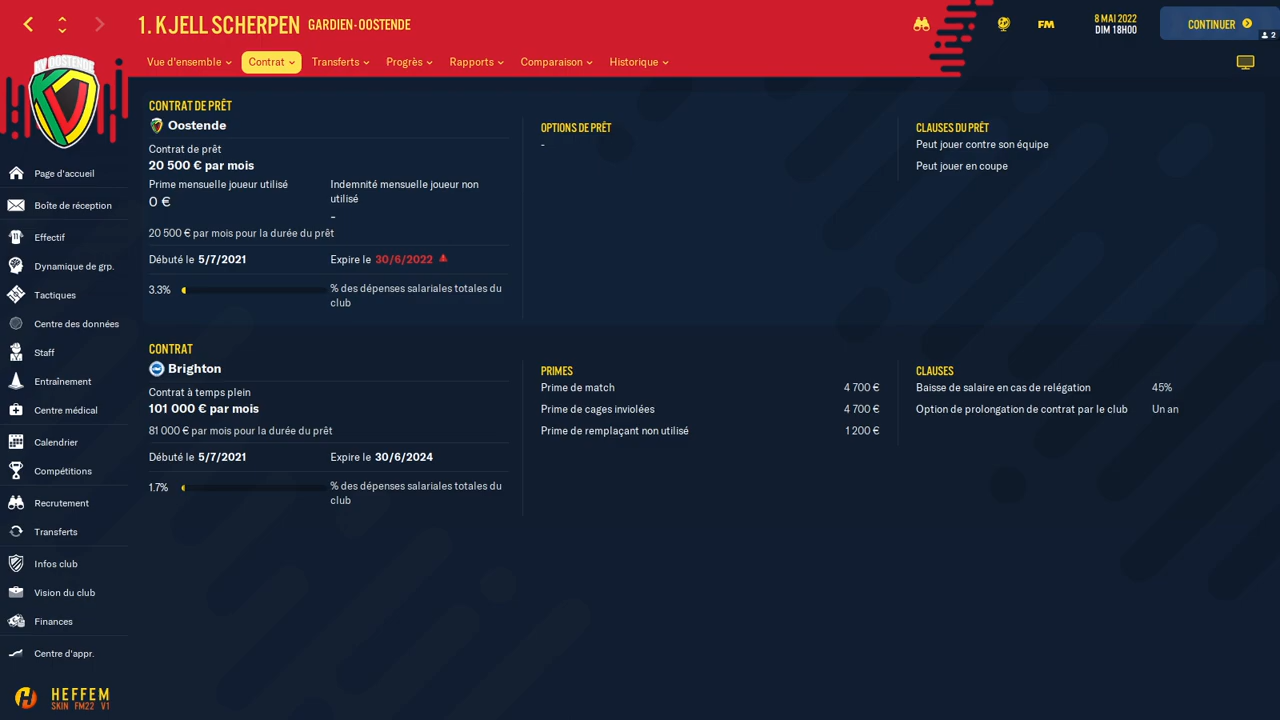 1. KJELL SCHERPEN GARDIEN - OOSTENDE
FM
8 MAI 2022
DIM 18H00
CONTINUER
2
KV OOSTENDE
Vue d'ensemble
Contrat
Transferts
Progrès
Rapports
Comparaison
Historique
Page d'accueil
Boîte de réception
Effectif
Dynamique de grp.
Tactiques
Centre des données
Staff
Entraînement
Centre médical
Calendrier
Compétitions
Recrutement
Transferts
Infos club
Vision du club
Finances
Centre d'appr.
HEFFEM
SKIN FM22 V1
CONTRAT DE PRÊT
Oostende
Contrat de prêt
20 500 € par mois
Prime mensuelle joueur utilisé
0 €
Indemnité mensuelle joueur non
utilisé
-
20 500 € par mois pour la durée du prêt
Débuté le 5/7/2021
Expire le 30/6/2022
3.3%
% des dépenses salariales totales du
club
OPTIONS DE PRÊT
-
CLAUSES DU PRÊT
Peut jouer contre son équipe
Peut jouer en coupe
CONTRAT
Brighton
Contrat à temps plein
101 000 € par mois
81 000 € par mois pour la durée du prêt
Débuté le 5/7/2021
Expire le 30/6/2024
1.7%
% des dépenses salariales totales du
club
PRIMES
Prime de match 4 700 €
Prime de cages inviolées 4 700 €
Prime de remplaçant non utilisé 1 200 €
CLAUSES
Baisse de salaire en cas de relégation 45%
Option de prolongation de contrat par le club Un an